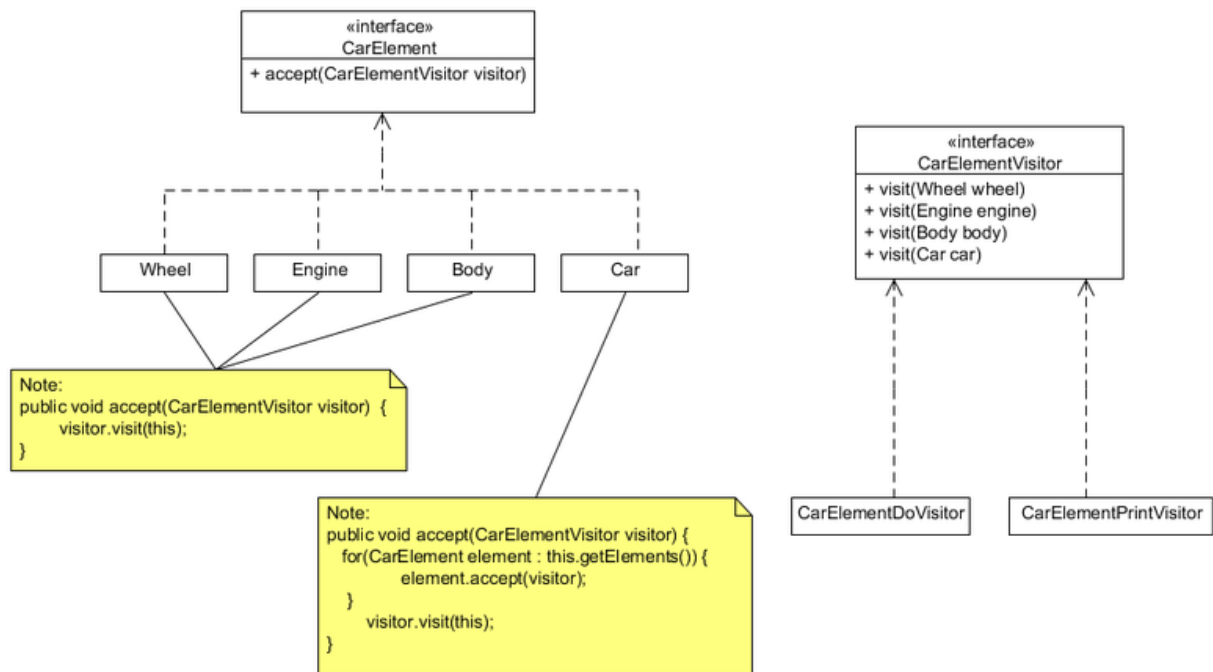 «interface»
CarElement
+ accept(CarElementVisitor visitor)
«interface»
CarElementVisitor
+ visit(Wheel wheel)
+ visit(Engine engine)
+ visit(Body body)
+ visit(Car car)
Wheel
Engine
Body
Car
Note:
public void accept(CarElementVisitor visitor) {
visitor.visit(this);
}
Note:
public void accept(CarElementVisitor visitor) {
for(CarElement element : this.getElements()) {
element.accept(visitor);
}
visitor.visit(this);
}
CarElementDoVisitor
CarElementPrintVisitor